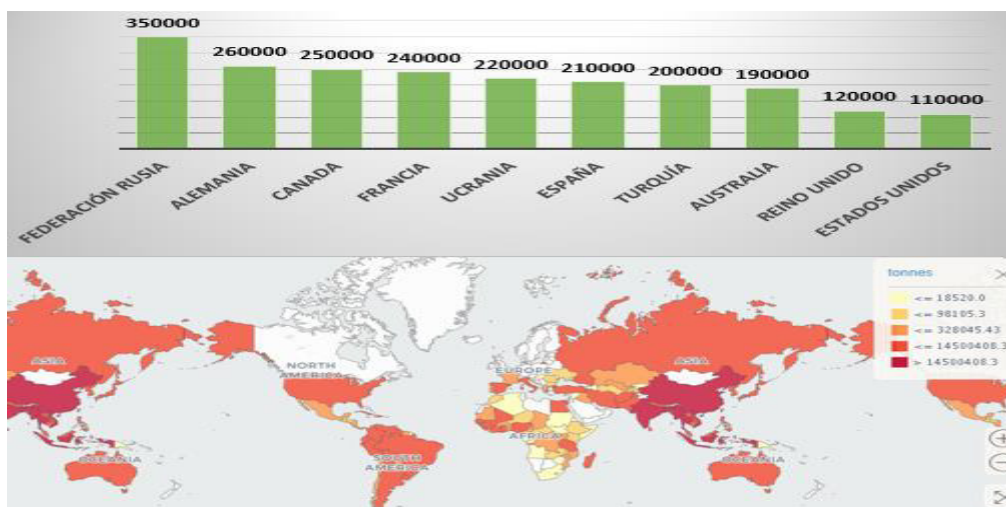 350000
260000
250000
240000
220000
210000
200000
190000
120000
110000
FEDERACIÓN RUSIA
ALEMANIA
CANADA
FRANCIA
UCRANIA
ESPAÑA
TURQUÍA
AUSTRALIA
REINO UNIDO
ESTADOS UNIDOS
tonnes
<= 18520.0
<= 98105.3
<= 328045.43
<= 14500408.3
> 14500408.3
ASIA
NORTH
AMERICA
EUROPE
ASIA
AFRICA
OCEANIA
SOUTH
AMERICA
OCEANIA